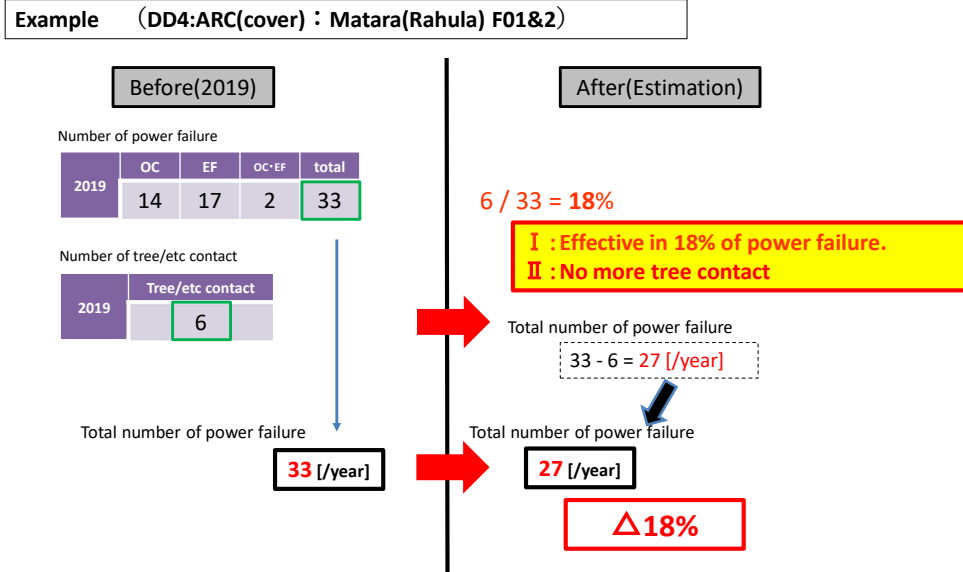 Example （DD4:ARC(cover)：Matara(Rahula) F01&2）
Before(2019)
Number of power failure
2019 OC EF OC･EF total
14 17 2 33
Number of tree/etc contact
2019 Tree/etc contact
6
Total number of power failure
33 [/year]
After(Estimation)
6 / 33 = 18%
Ⅰ：Effective in 18% of power failure.
Ⅱ：No more tree contact
Total number of power failure
33 - 6 = 27 [/year]
Total number of power failure
27 [/year]
△18%